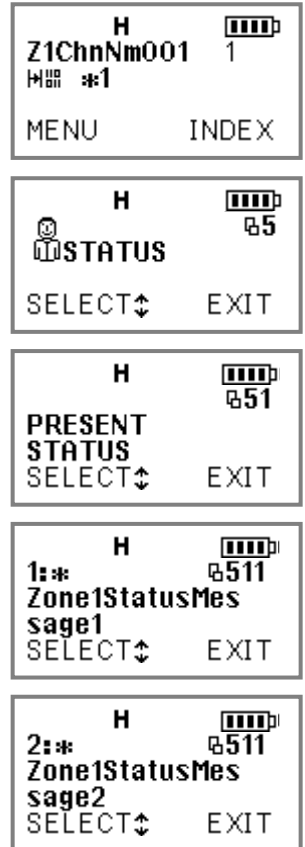 H
Z1ChnNm001 1
*1
MENU INDEX
H
5
STATUS
SELECT EXIT
H
51
PRESENT
STATUS
SELECT EXIT
H
1:* 511
Zone1StatusMes
sage1
SELECT EXIT
H
2:* 511
Zone1StatusMes
sage2
SELECT EXIT